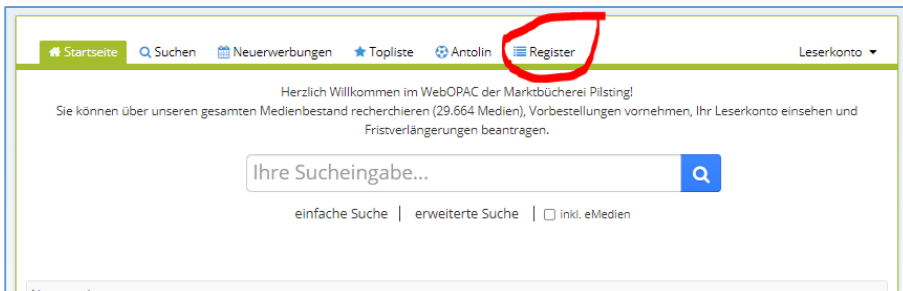 Startseite Suchen Neuerwerbungen Topliste Antolin Register Leserkonto
Herzlich Willkommen im WebOPAC der Marktbücherei Pilsting!
Sie können über unseren gesamten Medienbestand recherchieren (29.664 Medien), Vorbestellungen vornehmen, Ihr Leserkonto einsehen und
Fristverlängerungen beantragen.
Ihre Sucheingabe...
einfache Suche | erweiterte Suche | inkl. eMedien